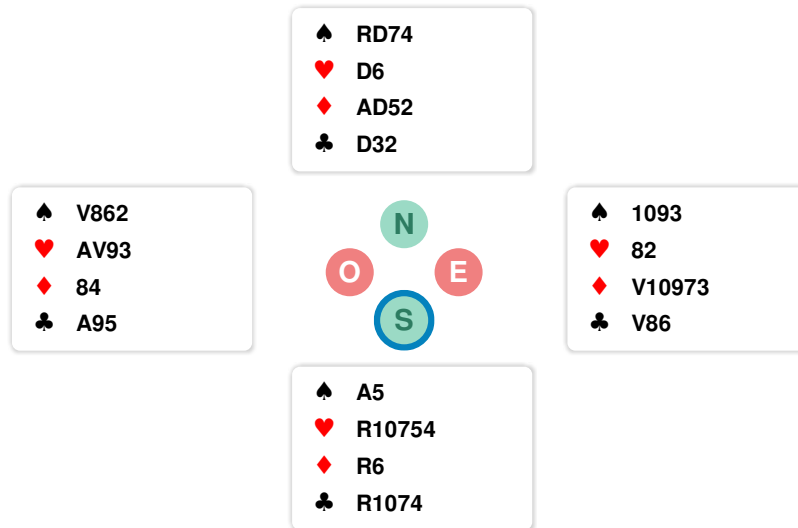 ♠ RD74
♥ D6
♦ AD52
♣ D32
♠ V862
♥ AV93
♦ 84
♣ A95
N
O E
S
♠ 1093
♥ 82
♦ V10973
♣ V86
♠ A5
♥ R10754
♦ R6
♣ R1074